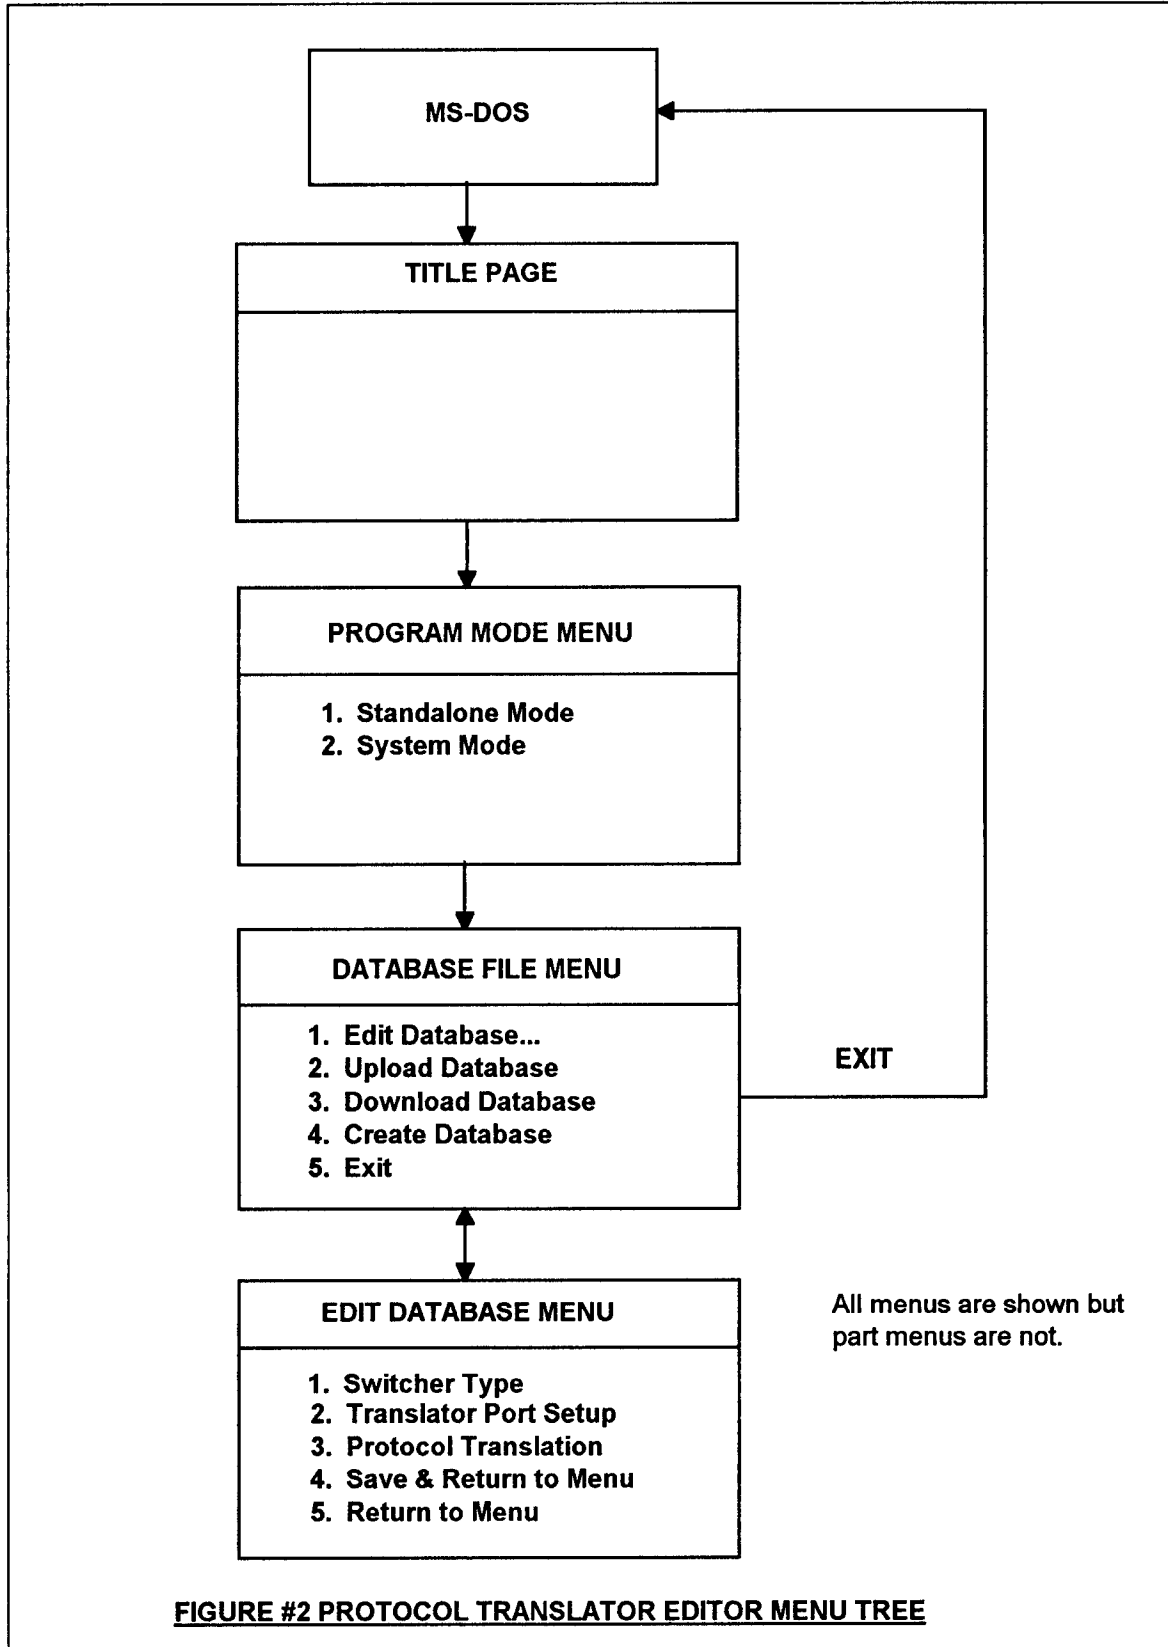 MS-DOS
TITLE PAGE
PROGRAM MODE MENU
1. Standalone Mode
2. System Mode
DATABASE FILE MENU
1. Edit Database...
2. Upload Database
3. Download Database
4. Create Database
5. Exit
EXIT
EDIT DATABASE MENU
1. Switcher Type
2. Translator Port Setup
3. Protocol Translation
4. Save & Return to Menu
5. Return to Menu
All menus are shown but
part menus are not.
FIGURE #2 PROTOCOL TRANSLATOR EDITOR MENU TREE